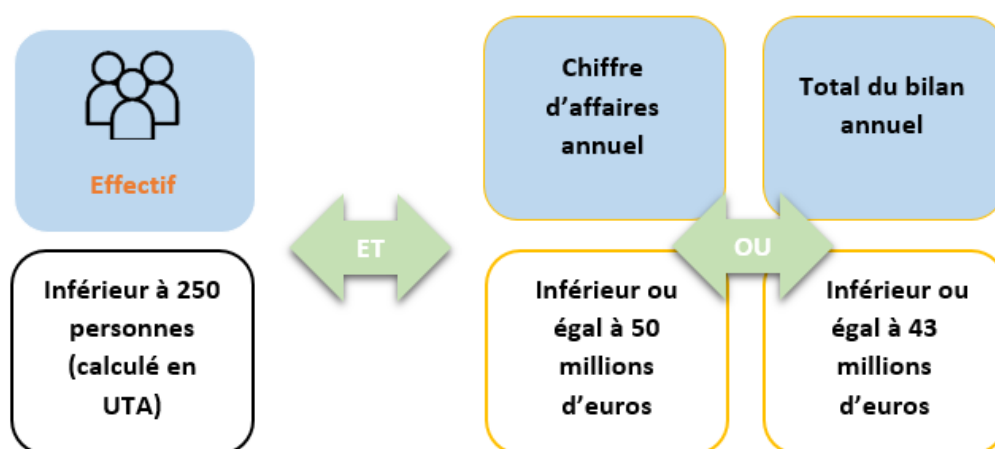 Effectif
Chiffre
d’affaires
annuel
Total du bilan
annuel
ET
OU
Inférieur à 250
personnes
(calculé en
UTA)
Inférieur ou
égal à 50
millions
d’euros
Inférieur ou
égal à 43
millions
d’euros